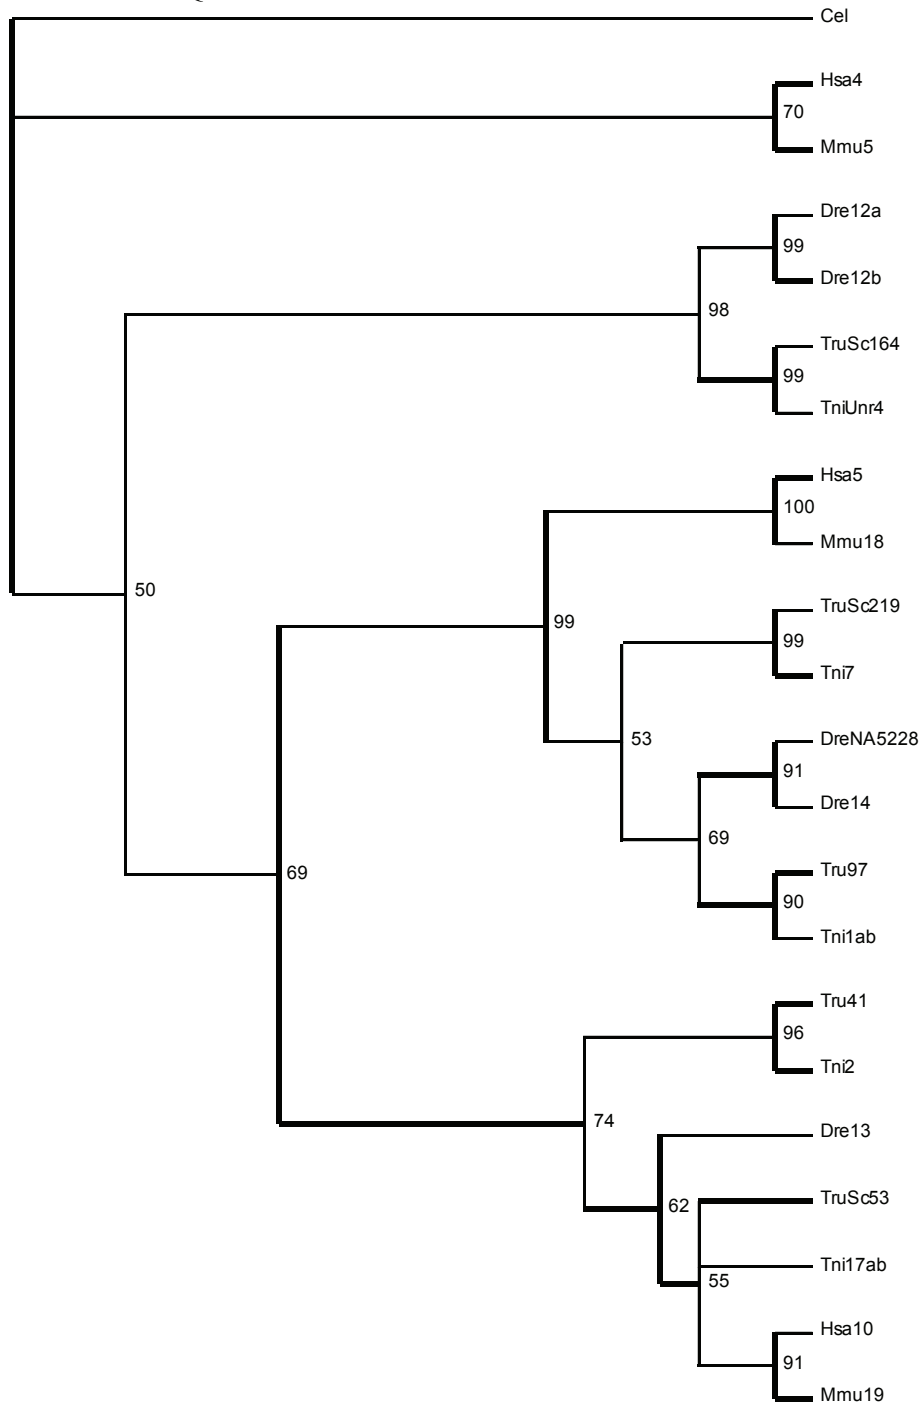 Cel
Hsa4
70
Mmu5
Dre12a
99
Dre12b
98
TruSc164
99
TniUnr4
Hsa5
100
Mmu18
50
TruSc219
99
99
Tni7
53
DreNA5228
91
Dre14
69
Tru97
69
90
Tni1ab
Tru41
96
Tni2
74
Dre13
TruSc53
62
Tni17ab
55
Hsa10
91
Mmu19